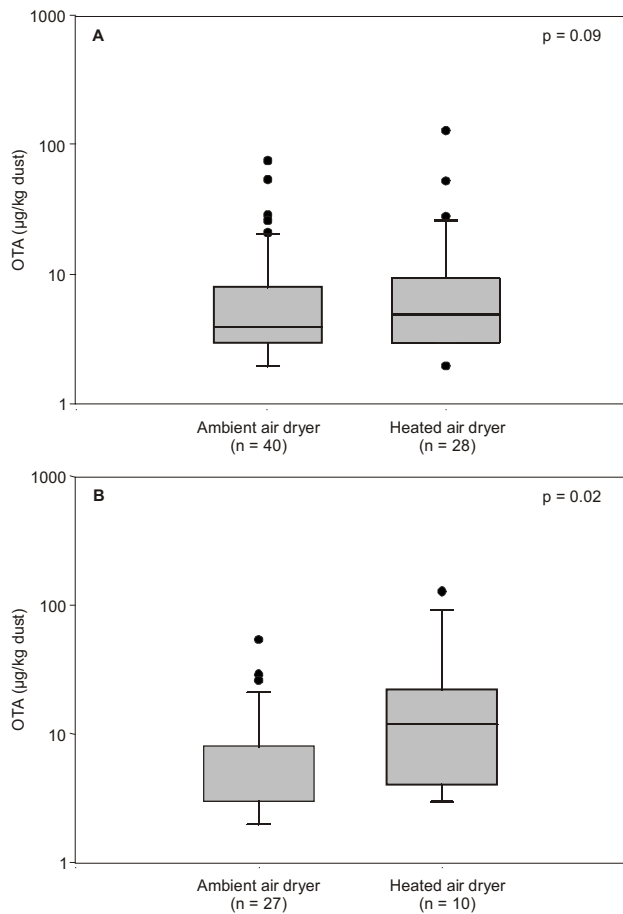 1000
A
p = 0.09
100
OTA (µg/kg dust)
10
1
Ambient air dryer
(n = 40)
Heated air dryer
(n = 28)
1000
B
p = 0.02
100
OTA (µg/kg dust)
10
1
Ambient air dryer
(n = 27)
Heated air dryer
(n = 10)